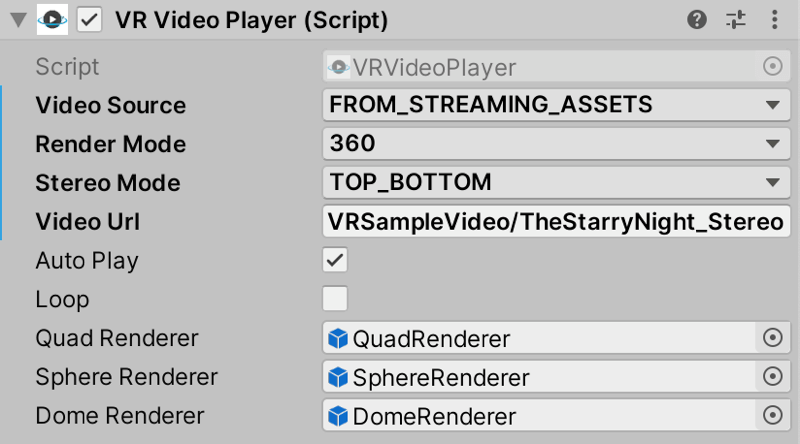 VR Video Player (Script)
Script VRVideoPlayer
Video Source FROM_STREAMING_ASSETS
Render Mode 360
Stereo Mode TOP_BOTTOM
Video Url VRSampleVideo/TheStarryNight_Stereo
Auto Play
Loop
Quad Renderer QuadRenderer
Sphere Renderer SphereRenderer
Dome Renderer DomeRenderer